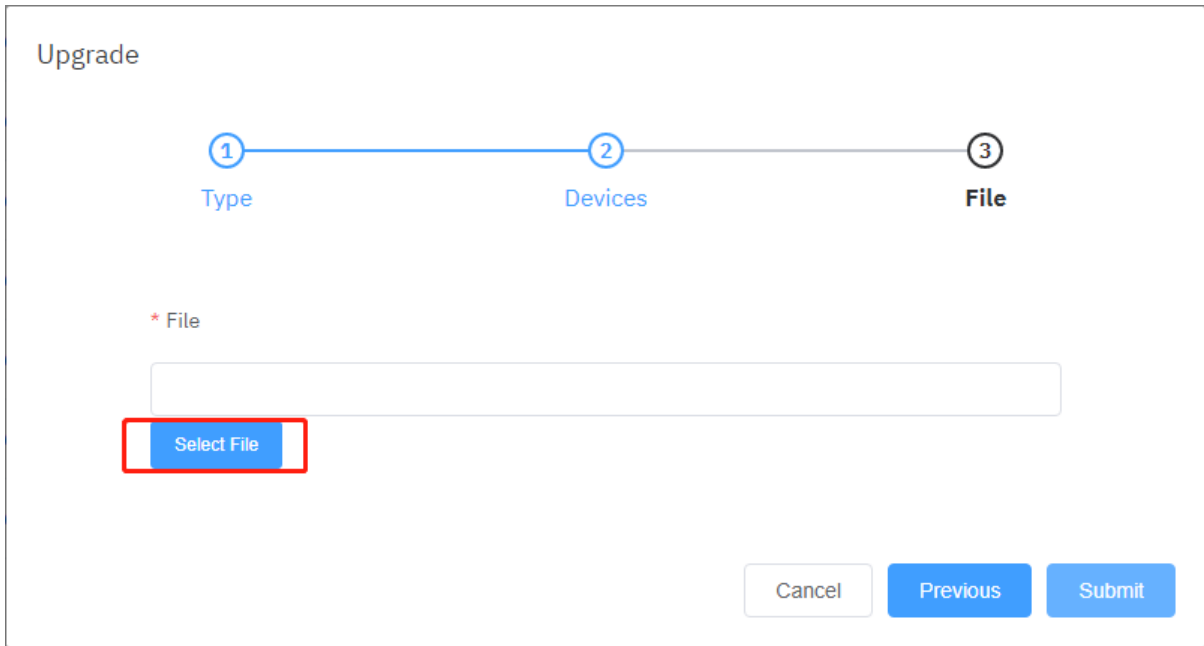 Upgrade
1 2 3
Type Devices File
* File
Select File
Cancel Previous Submit